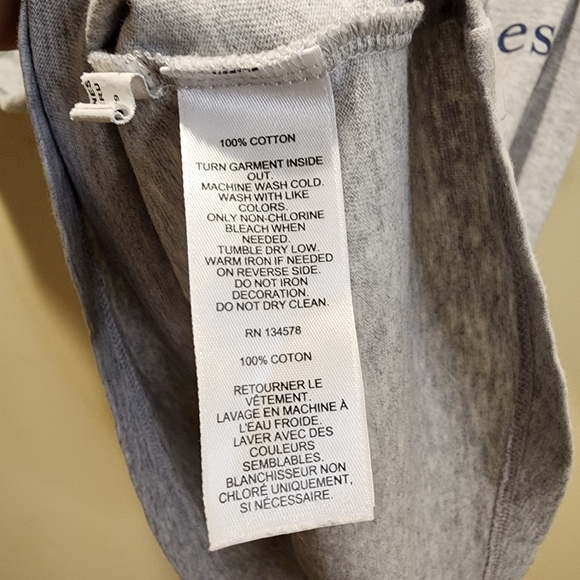 es
100% COTTON
TURN GARMENT INSIDE
OUT.
MACHINE WASH COLD.
WASH WITH LIKE
COLORS.
ONLY NON-CHLORINE
BLEACH WHEN
NEEDED.
TUMBLE DRY LOW.
WARM IRON IF NEEDED
ON REVERSE SIDE.
DO NOT IRON
DECORATION.
DO NOT DRY CLEAN.
RN 134578
100% COTON
RETOURNER LE
VÊTEMENT.
LAVAGE EN MACHINE À
L'EAU FROIDE.
LAVER AVEC DES
COULEURS
SEMBLABLES.
BLANCHISSEUR NON
CHLORÉ UNIQUEMENT,
SI NÉCESSAIRE.